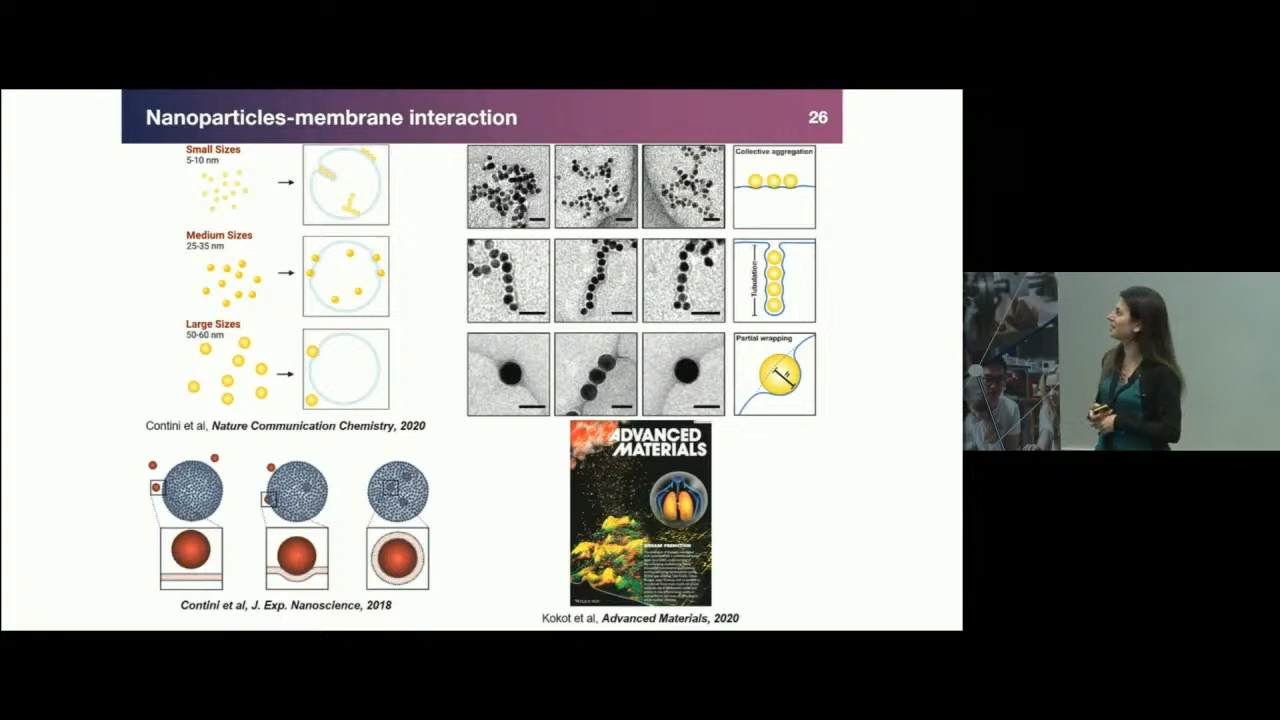 Nanoparticles-membrane interaction
26
Small Sizes
5-10 nm
Medium Sizes
25-35 nm
Large Sizes
50-60 nm
Collective aggregation
Tubulation
Partial wrapping
h
Contini et al, Nature Communication Chemistry, 2020
Contini et al, J. Exp. Nanoscience, 2018
ADVANCED
MATERIALS
DISEASE PREDICTION
Kokot et al, Advanced Materials, 2020